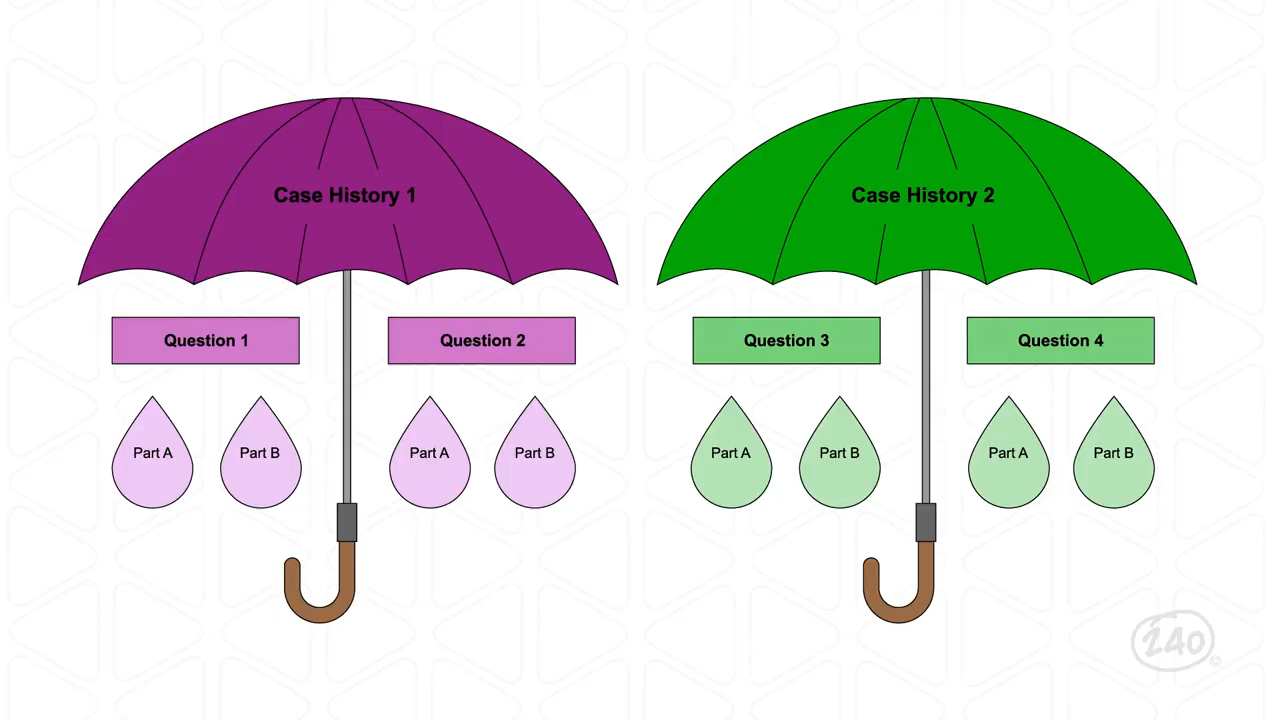 Case History 1
Case History 2
Question 1
Question 2
Question 3
Question 4
Part A
Part B
Part A
Part B
Part A
Part B
Part A
Part B
240
©